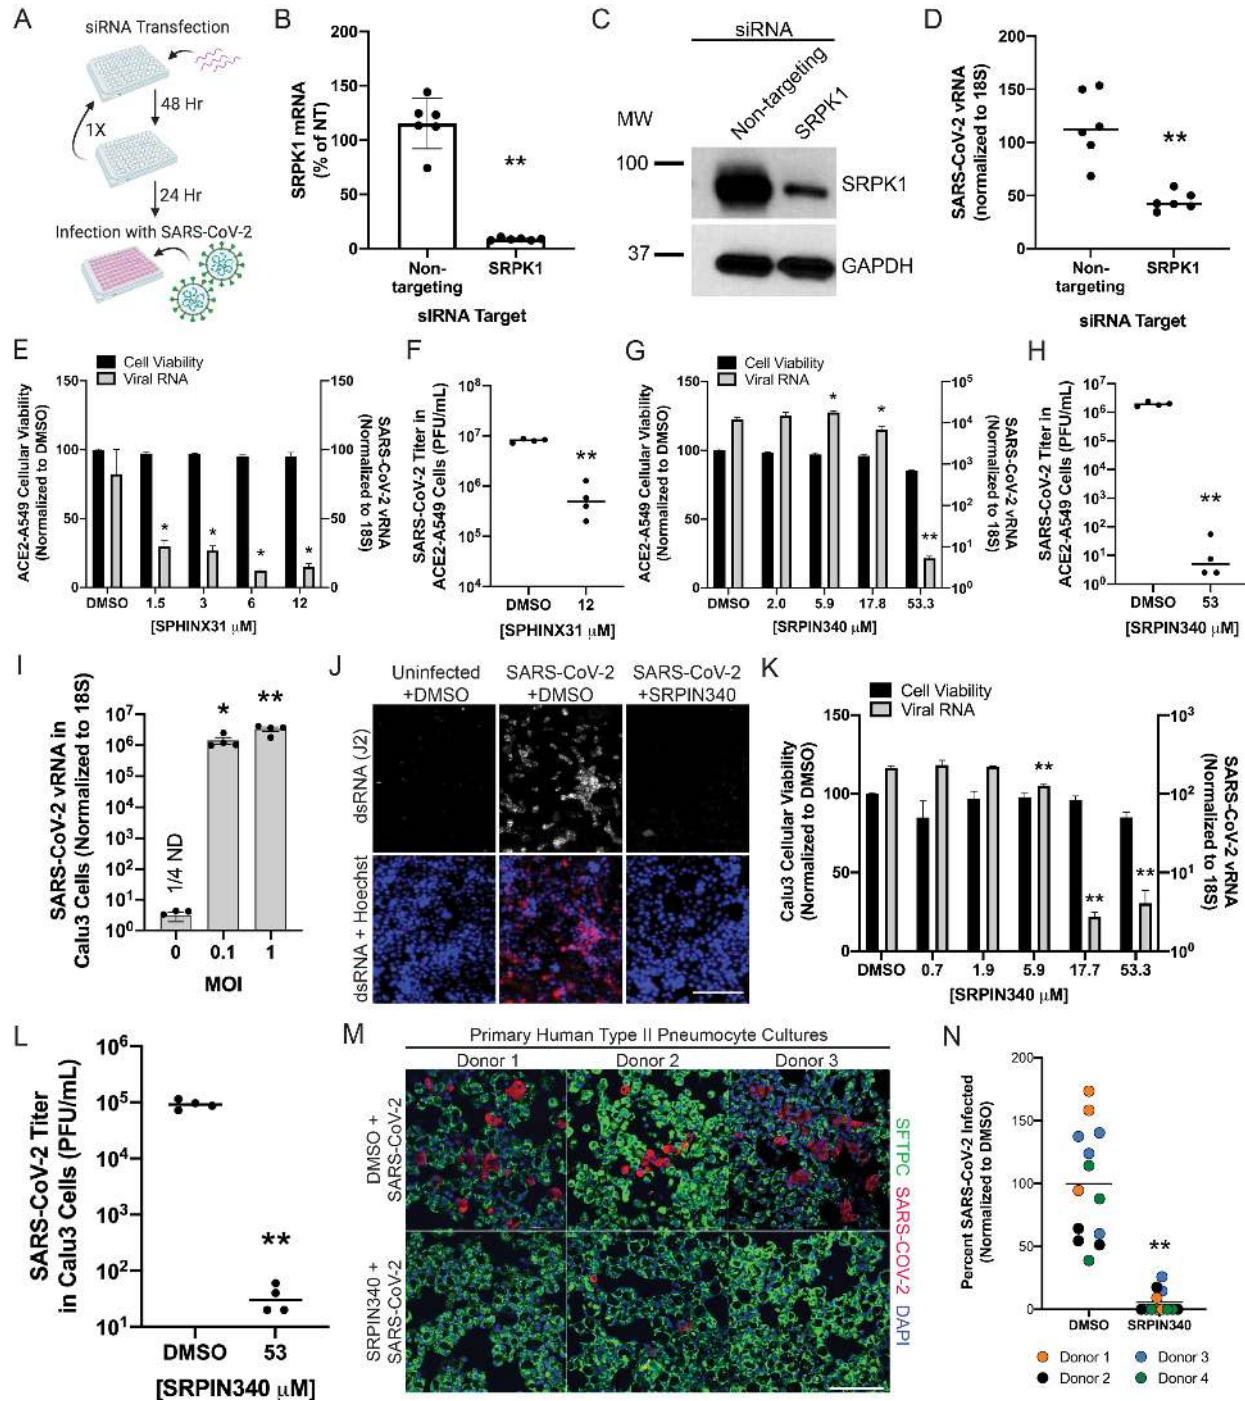 A
siRNA Transfection
48 Hr
1X
24 Hr
Infection with SARS-CoV-2
B
SRPK1 mRNA
(% of NT)
200
150
100
50
0
**
Non-
targeting
SRPK1
siRNA Target
C
siRNA
Non-targeting
SRPK1
MW
100
SRPK1
37
GAPDH
D
SARS-CoV-2 vRNA
(normalized to 18S)
200
150
100
50
0
**
Non-
targeting
SRPK1
siRNA Target
E
Cell Viability
Viral RNA
ACE2-A549 Cellular Viability
(Normalized to DMSO)
150
100
50
0
* * * *
150
100
50
0
SARS-CoV-2 vRNA
(Normalized to 18S)
DMSO 1.5 3 6 12
[SPHINX31 µM]
F
SARS-CoV-2 Titer in
ACE2-A549 Cells (PFU/mL)
10⁸
10⁷
10⁶
10⁵
10⁴
**
DMSO 12
[SPHINX31 µM]
G
Cell Viability
Viral RNA
ACE2-A549 Cellular Viability
(Normalized to DMSO)
150
100
50
0
* * **
10⁵
10⁴
10³
10²
10¹
10⁰
SARS-CoV-2 vRNA
(Normalized to 18S)
DMSO 2.0 5.9 17.8 53.3
[SRPIN340 µM]
H
SARS-CoV-2 Titer in
ACE2-A549 Cells (PFU/mL)
10⁷
10⁶
10⁵
10⁴
10³
10²
10¹
10⁰
**
DMSO 53
[SRPIN340 µM]
I
SARS-CoV-2 vRNA in
Calu3 Cells (Normalized to 18S)
10⁷
10⁶
10⁵
10⁴
10³
10²
10¹
10⁰
1/4 ND
* **
0 0.1 1
MOI
J
Uninfected
+DMSO
SARS-CoV-2
+DMSO
SARS-CoV-2
+SRPIN340
dsRNA (J2)
dsRNA + Hoechst
K
Cell Viability
Viral RNA
Calu3 Cellular Viability
(Normalized to DMSO)
150
100
50
0
** ** **
10³
10²
10¹
10⁰
SARS-CoV-2 vRNA
(Normalized to 18S)
DMSO 0.7 1.9 5.9 17.7 53.3
[SRPIN340 µM]
L
SARS-CoV-2 Titer
in Calu3 Cells (PFU/mL)
10⁶
10⁵
10⁴
10³
10²
10¹
**
DMSO 53
[SRPIN340 µM]
M
Primary Human Type II Pneumocyte Cultures
Donor 1 Donor 2 Donor 3
DMSO +
SARS-CoV-2
SRPIN340 +
SARS-CoV-2
SFTPC SARS-COV-2 DAPI
N
Percent SARS-CoV-2 Infected
(Normalized to DMSO)
200
150
100
50
0
**
DMSO SRPIN340
Donor 1 Donor 3
Donor 2 Donor 4